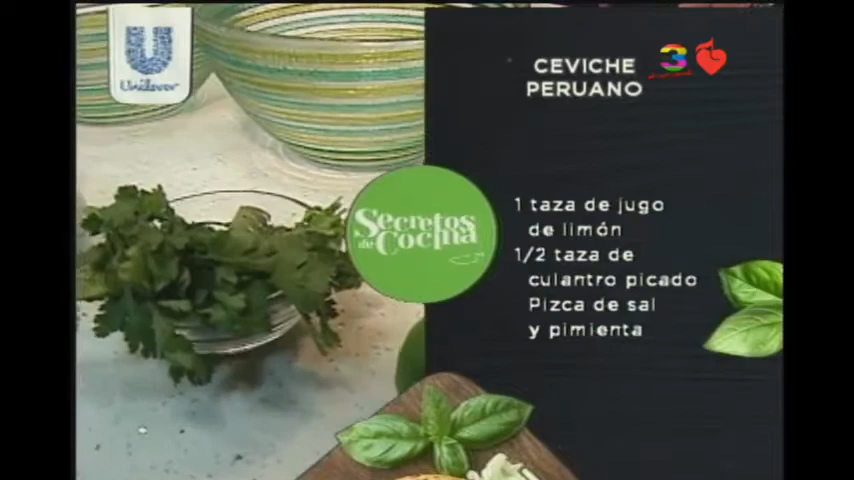 Unilever
CEVICHE
PERUANO
3
Secretos
de Cocina
1 taza de jugo
de limón
1/2 taza de
culantro picado
Pizca de sal
y pimienta